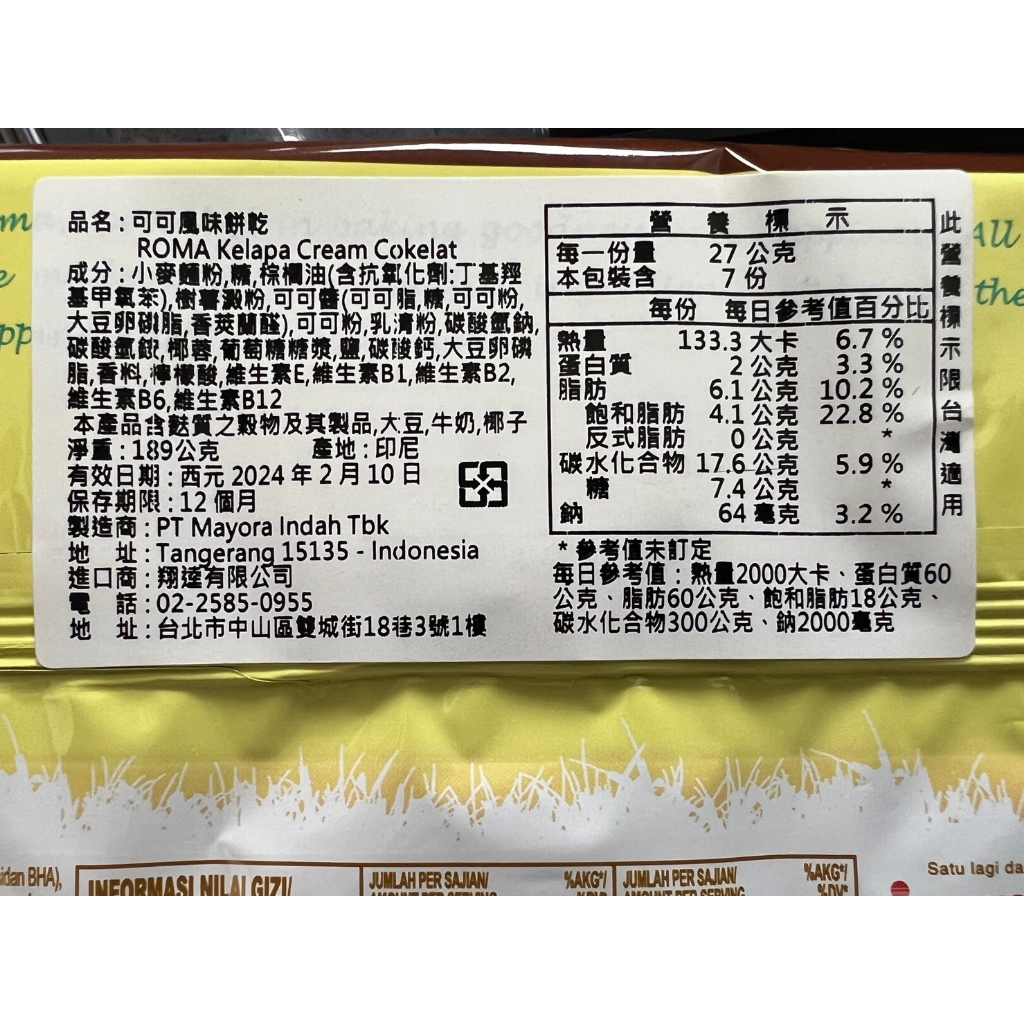 品名：可可風味餅乾
ROMA Kelapa Cream Cokelat
成分：小麥麵粉,糖,棕櫚油(含抗氧化劑:丁基羥
基甲氧苯),樹薯澱粉,可可醬(可可脂,糖,可可粉,
大豆卵磷脂,香莢蘭醛),可可粉,乳清粉,碳酸氫鈉,
碳酸氫銨,椰蓉,葡萄糖糖漿,鹽,碳酸鈣,大豆卵磷
脂,香料,檸檬酸,維生素E,維生素B1,維生素B2,
維生素B6,維生素B12
本產品含麩質之穀物及其製品,大豆,牛奶,椰子
淨重：189公克 產地：印尼
有效日期：西元 2024 年 2 月 10 日
保存期限：12 個月
製造商：PT Mayora Indah Tbk
地 址：Tangerang 15135 - Indonesia
進口商：翔逵有限公司
電 話：02-2585-0955
地 址：台北市中山區雙城街18巷3號1樓
營養標示
每一份量 27 公克
本包裝含 7 份
每份 每日參考值百分比
熱量 133.3 大卡 6.7 %
蛋白質 2 公克 3.3 %
脂肪 6.1 公克 10.2 %
飽和脂肪 4.1 公克 22.8 %
反式脂肪 0 公克 *
碳水化合物 17.6 公克 5.9 %
糖 7.4 公克 *
鈉 64 毫克 3.2 %
* 參考值未訂定
每日參考值：熱量2000大卡、蛋白質60
公克、脂肪60公克、飽和脂肪18公克、
碳水化合物300公克、鈉2000毫克
此營養標示限台灣適用
All
the
BHA),
INFORMASI NILAI GIZI/
JUMLAH PER SAJIAN/
%AKG*/
JUMLAH PER SAJIAN/
AMOUNT PER SERVING
%AKG*/
%DV*
Satu lagi da